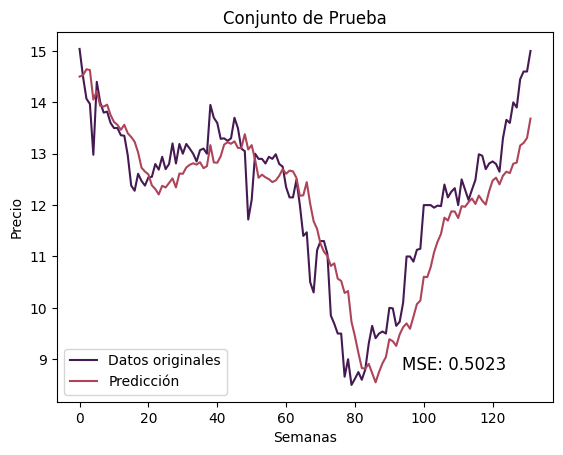 Conjunto de Prueba
Precio
15
14
13
12
11
10
9
Datos originales
Predicción
MSE: 0.5023
0
20
40
60
80
100
120
Semanas